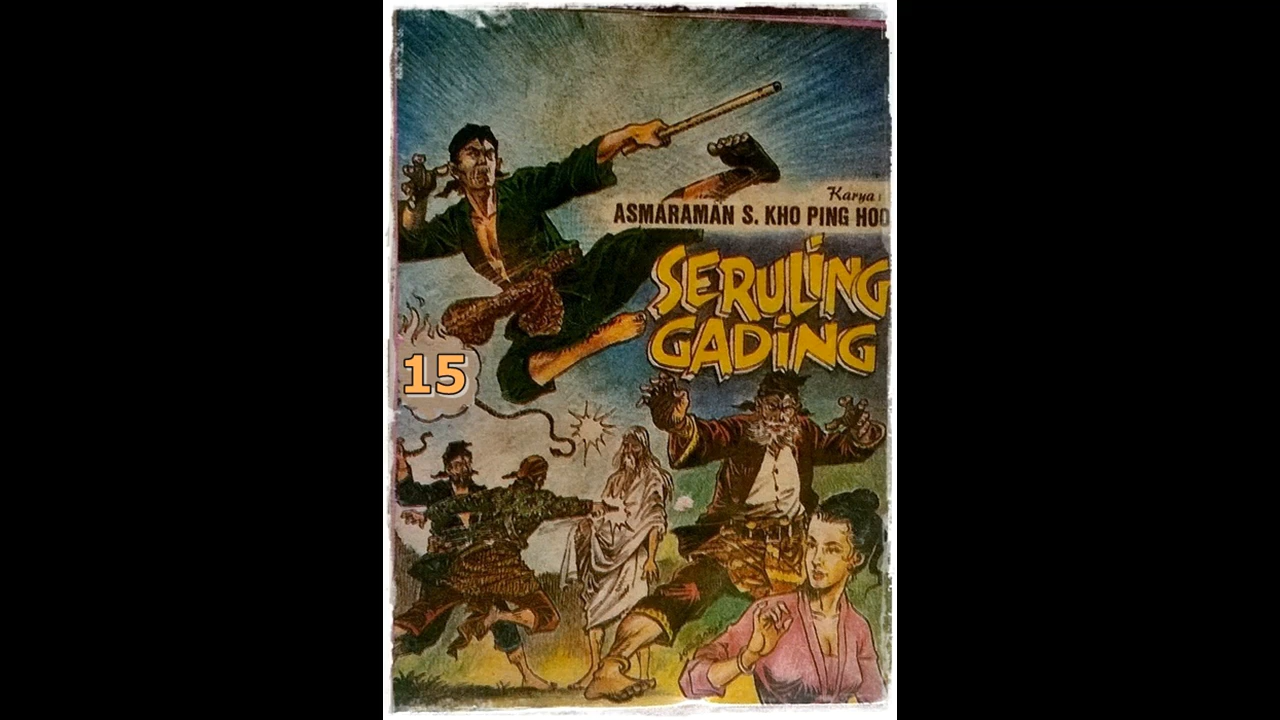 Karya:
ASMARAMAN S. KHO PING HOO
SERULING
GADING
15